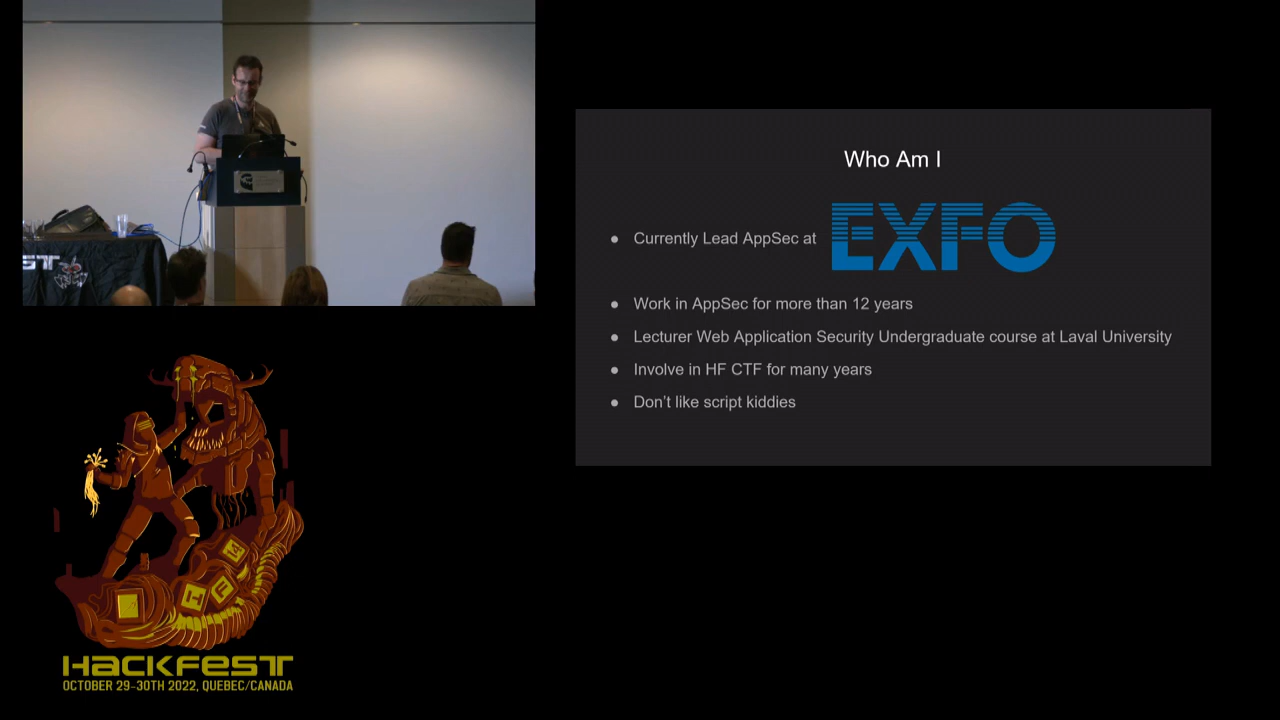 Who Am I
● Currently Lead AppSec at EXFO
● Work in AppSec for more than 12 years
● Lecturer Web Application Security Undergraduate course at Laval University
● Involve in HF CTF for many years
● Don't like script kiddies
ST
HACKFEST
OCTOBER 29-30TH 2022, QUEBEC/CANADA